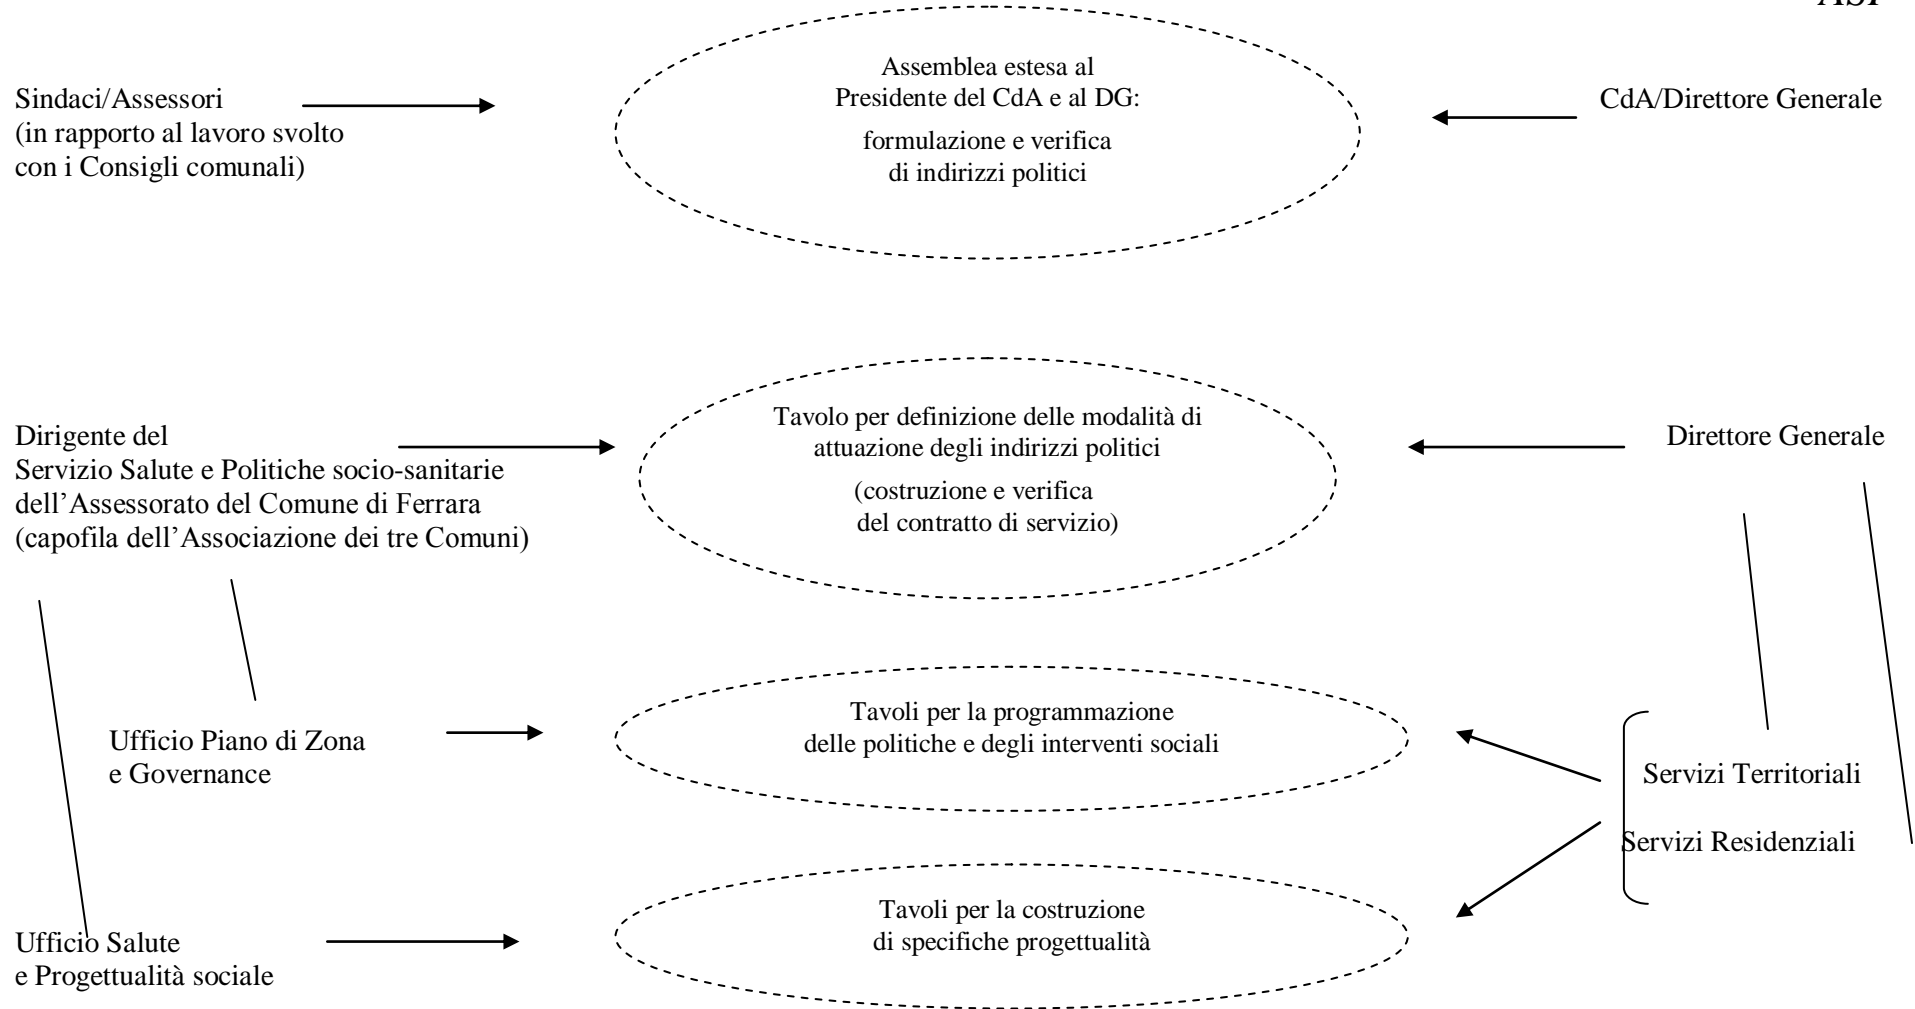 Assemblea estesa al
Presidente del CdA e al DG:
formulazione e verifica
di indirizzi politici
Sindaci/Assessori
(in rapporto al lavoro svolto
con i Consigli comunali)
CdA/Direttore Generale
Tavolo per definizione delle modalità di
attuazione degli indirizzi politici
(costruzione e verifica
del contratto di servizio)
Dirigente del
Servizio Salute e Politiche socio-sanitarie
dell’Assessorato del Comune di Ferrara
(capofila dell’Associazione dei tre Comuni)
Direttore Generale
Tavoli per la programmazione
delle politiche e degli interventi sociali
Ufficio Piano di Zona
e Governance
Servizi Territoriali
Servizi Residenziali
Tavoli per la costruzione
di specifiche progettualità
Ufficio Salute
e Progettualità sociale